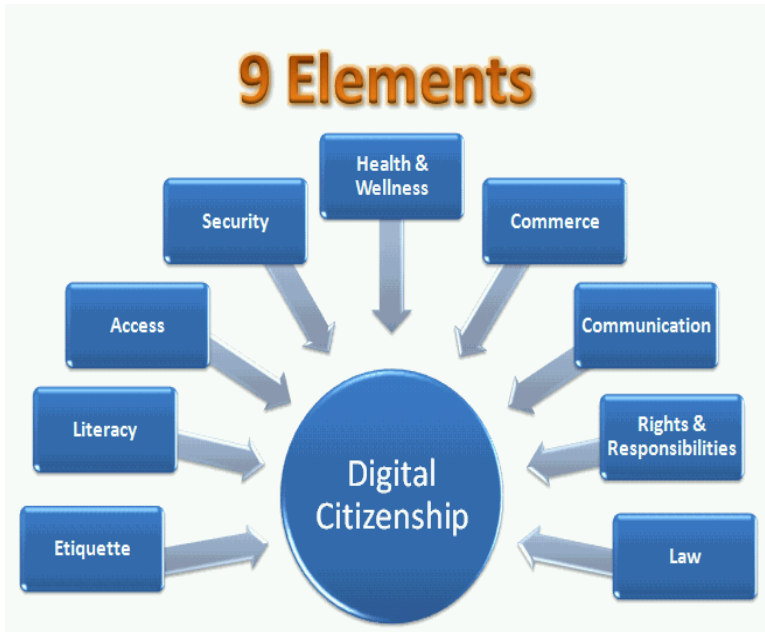 9 Elements
Health &
Wellness
Security
Commerce
Access
Communication
Literacy
Rights &
Responsibilities
Digital
Citizenship
Etiquette
Law